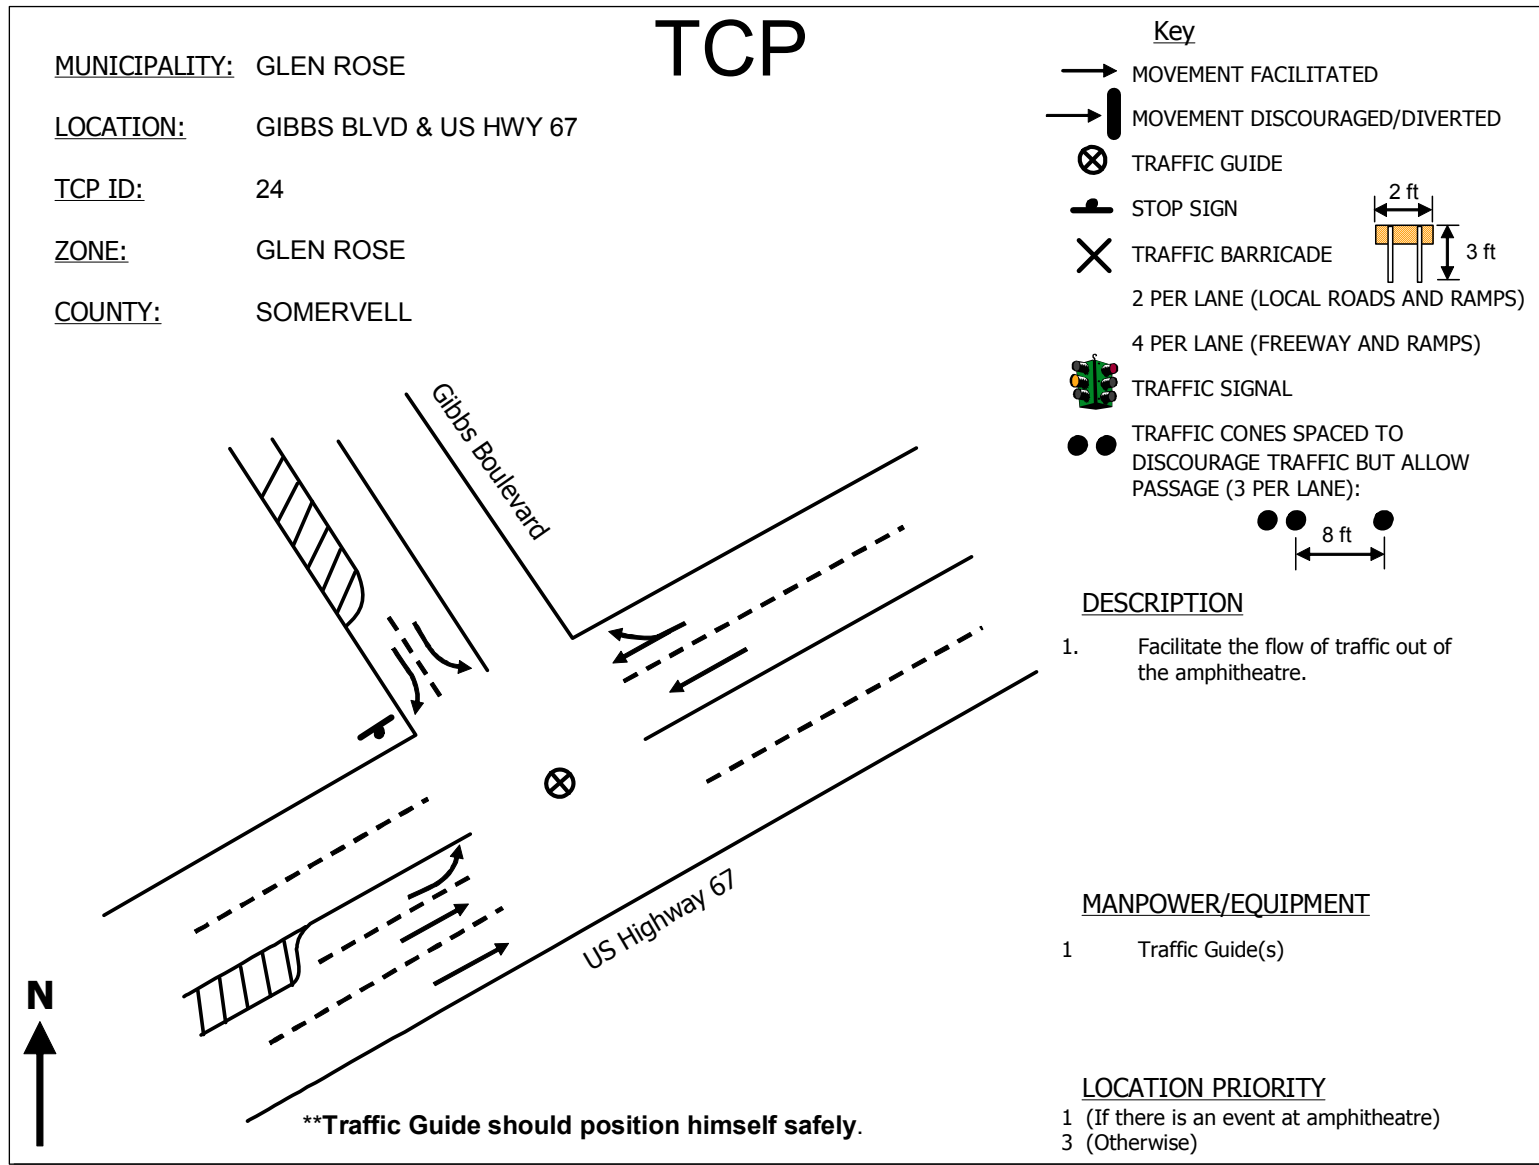 TCP
MUNICIPALITY: GLEN ROSE
LOCATION: GIBBS BLVD & US HWY 67
TCP ID: 24
ZONE: GLEN ROSE
COUNTY: SOMERVELL
Key
MOVEMENT FACILITATED
MOVEMENT DISCOURAGED/DIVERTED
TRAFFIC GUIDE
STOP SIGN
2 ft
TRAFFIC BARRICADE
3 ft
2 PER LANE (LOCAL ROADS AND RAMPS)
4 PER LANE (FREEWAY AND RAMPS)
TRAFFIC SIGNAL
TRAFFIC CONES SPACED TO
DISCOURAGE TRAFFIC BUT ALLOW
PASSAGE (3 PER LANE):
8 ft
Gibbs Boulevard
US Highway 67
N
**Traffic Guide should position himself safely.
DESCRIPTION
1. Facilitate the flow of traffic out of
the amphitheatre.
MANPOWER/EQUIPMENT
1 Traffic Guide(s)
LOCATION PRIORITY
1 (If there is an event at amphitheatre)
3 (Otherwise)